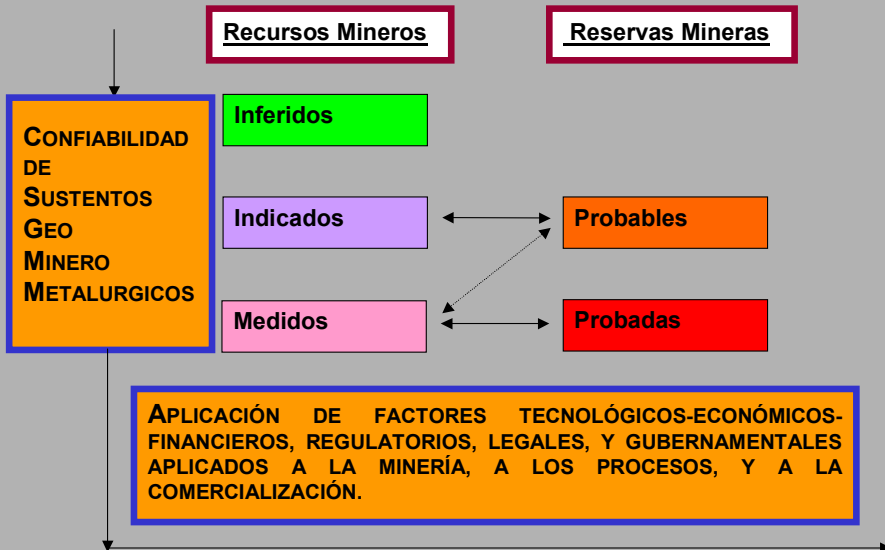 Recursos Mineros
Reservas Mineras
CONFIABILIDAD
DE
SUSTENTOS
GEO
MINERO
METALURGICOS
Inferidos
Indicados
Probables
Medidos
Probadas
APLICACIÓN DE FACTORES TECNOLÓGICOS-ECONÓMICOS-
FINANCIEROS, REGULATORIOS, LEGALES, Y GUBERNAMENTALES
APLICADOS A LA MINERÍA, A LOS PROCESOS, Y A LA
COMERCIALIZACIÓN.